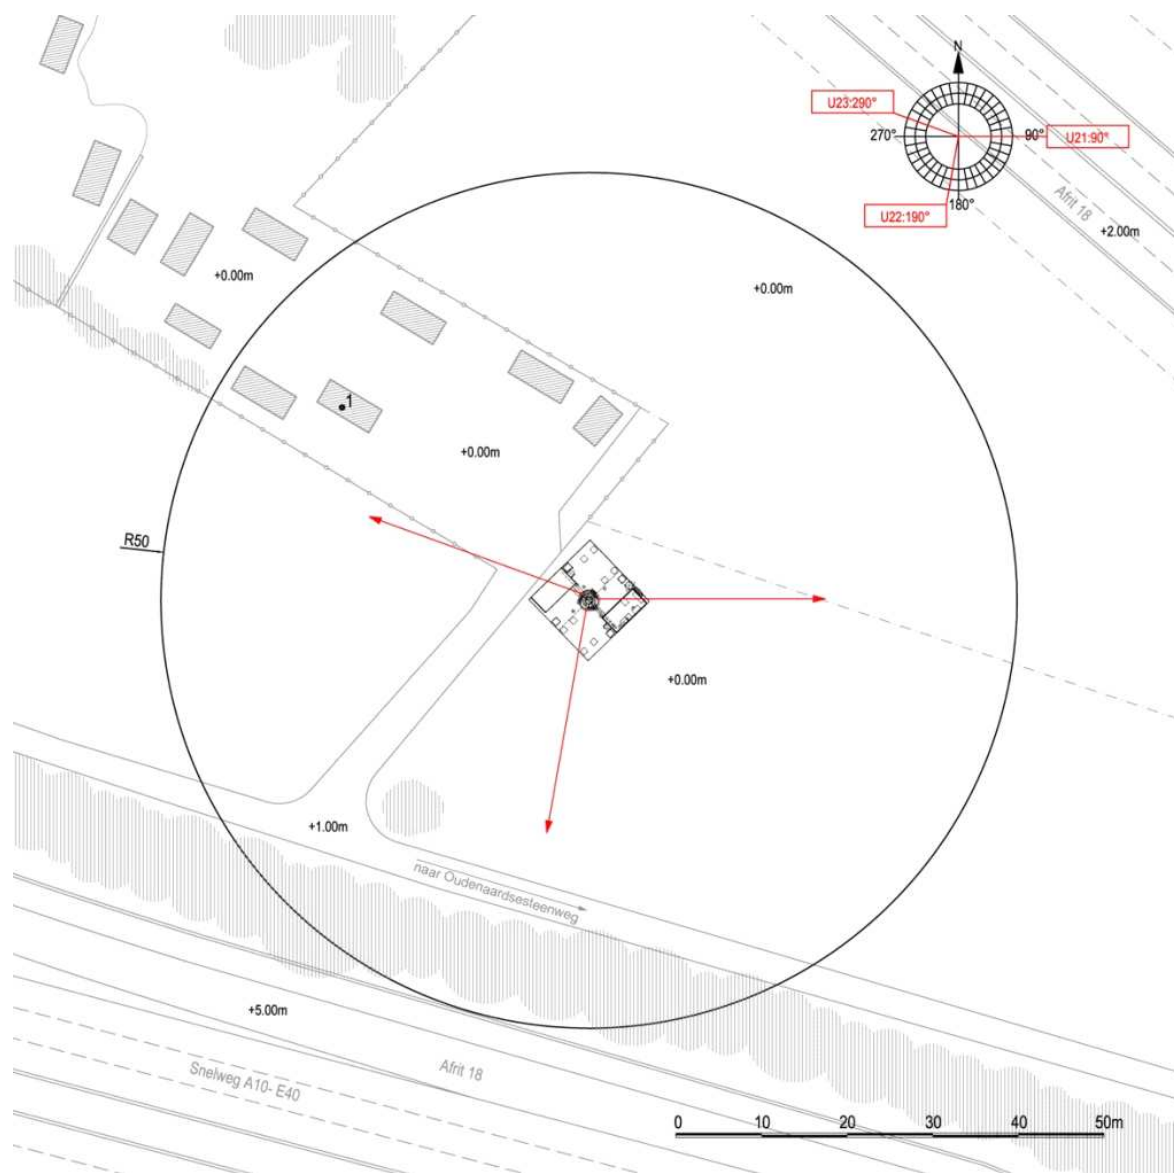 N
U23:290°
270°
90°
U21:90°
180°
U22:190°
Afrit 18
+2.00m
+0.00m
+0.00m
1
+0.00m
R50
+0.00m
+1.00m
naar Oudenaardsesteenweg
+5.00m
Afrit 18
Snelweg A10- E40
0 10 20 30 40 50m